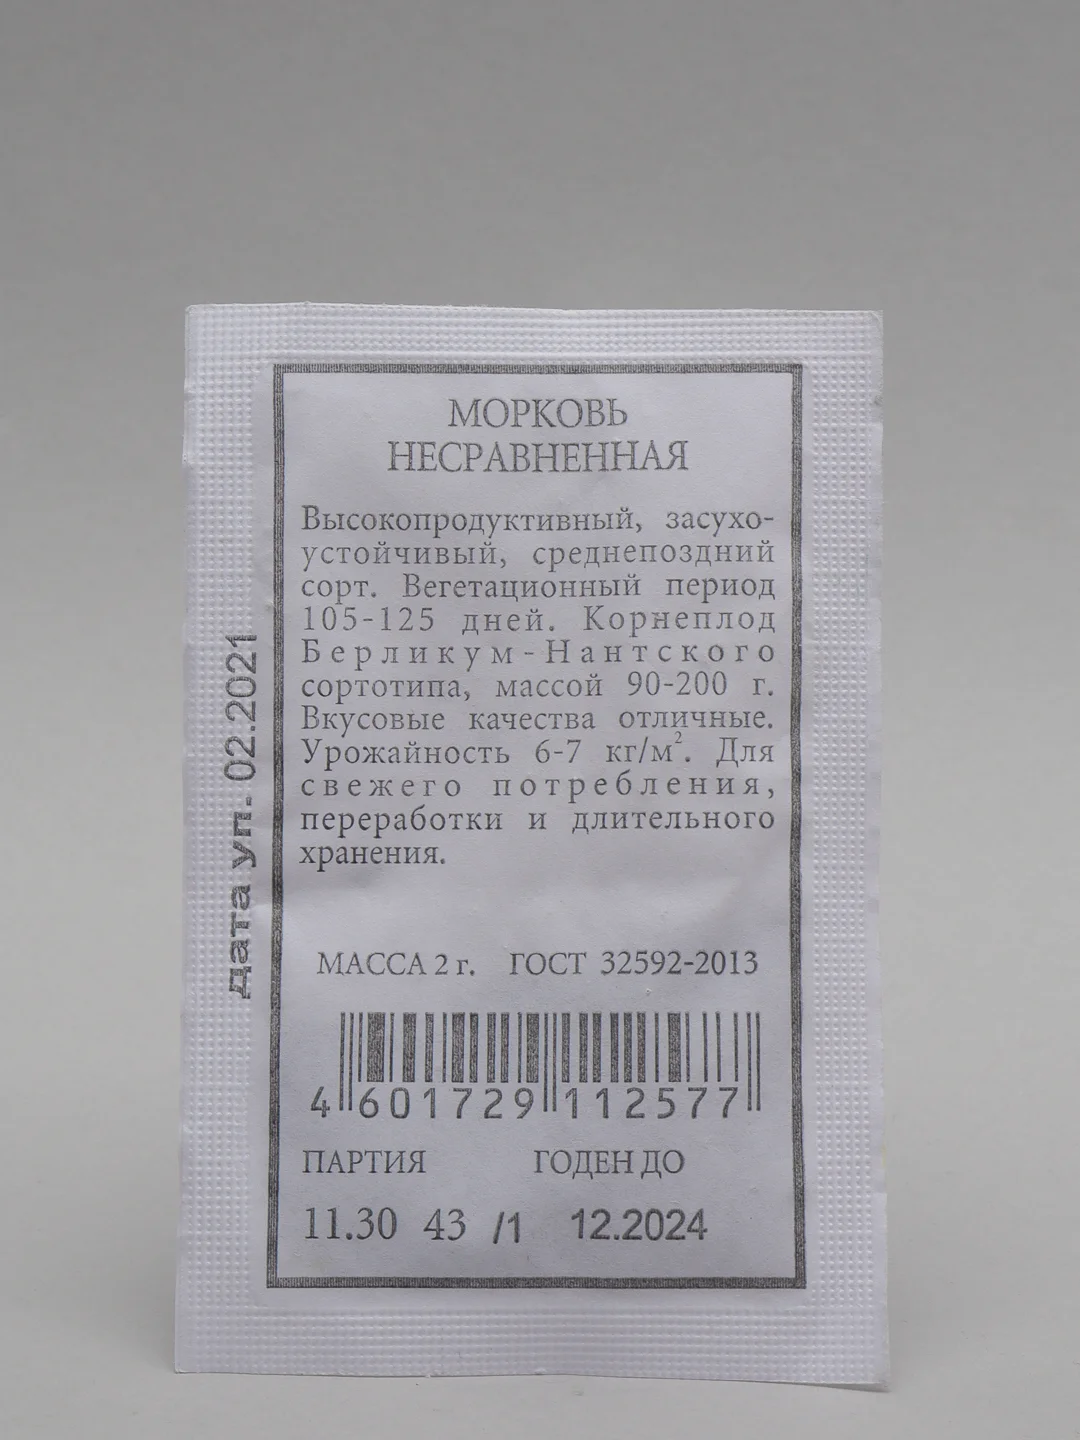 МОРКОВЬ
НЕСРАВНЕННАЯ
Высокопродуктивный, засухо-
устойчивый, среднепоздний
сорт. Вегетационный период
105-125 дней. Корнеплод
Берликум-Нантского
сортотипа, массой 90-200 г.
Вкусовые качества отличные.
Урожайность 6-7 кг/м². Для
свежего потребления,
переработки и длительного
хранения.
МАССА 2 г. ГОСТ 32592-2013
4 601729 112577
ПАРТИЯ ГОДЕН ДО
11.30 43 /1 12.2024
Дата уп. 02.2021